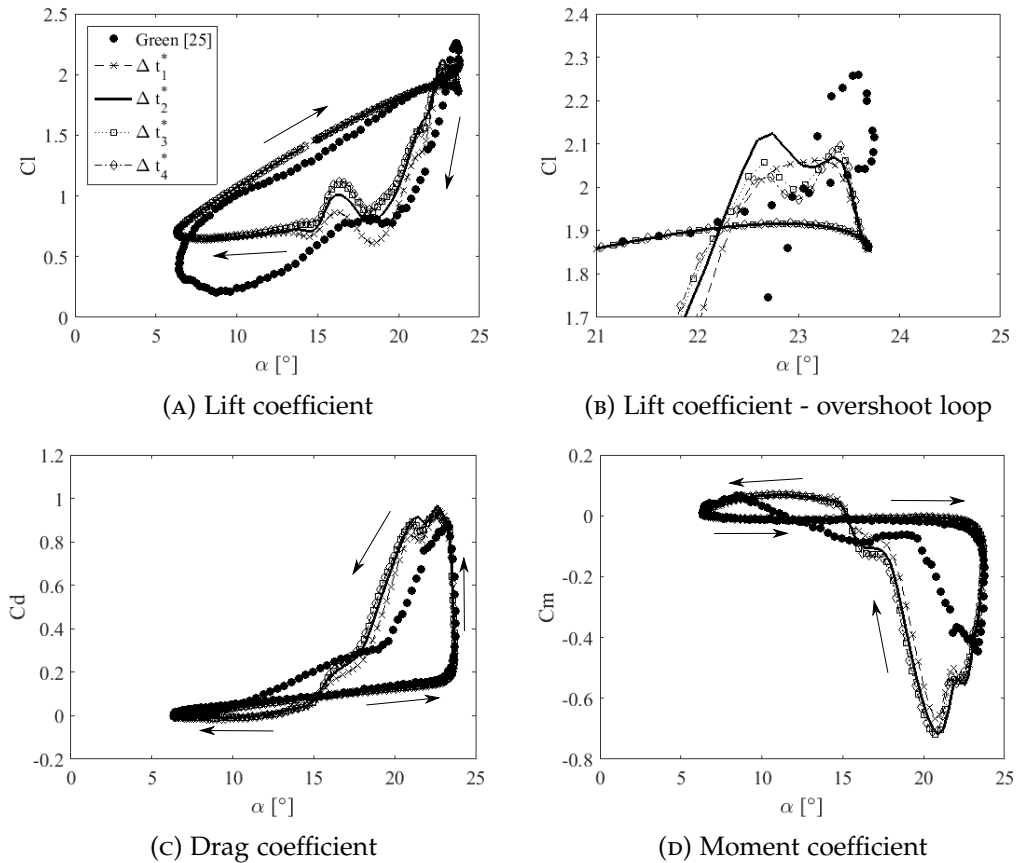 2.5
2
1.5
1
0.5
0
Cl
Green [25]
Δ t₁*
Δ t₂*
Δ t₃*
Δ t₄*
0 5 10 15 20 25
α [°]
(A) Lift coefficient
2.4
2.3
2.2
2.1
2
1.9
1.8
1.7
Cl
21 22 23 24 25
α [°]
(B) Lift coefficient - overshoot loop
1.2
1
0.8
0.6
0.4
0.2
0
-0.2
Cd
0 5 10 15 20 25
α [°]
(C) Drag coefficient
0.2
0
-0.2
-0.4
-0.6
-0.8
Cm
0 5 10 15 20 25
α [°]
(D) Moment coefficient